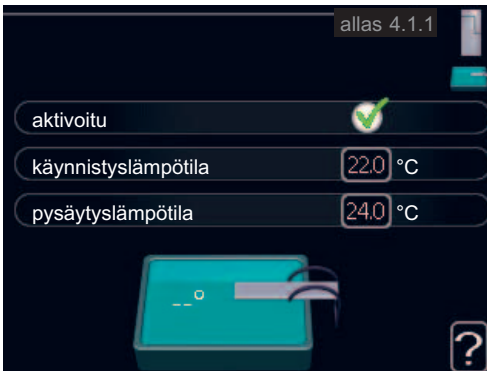 allas 4.1.1
aktivoitu
käynnistyslämpötila 22.0 °C
pysäytyslämpötila 24.0 °C
_ _°
?